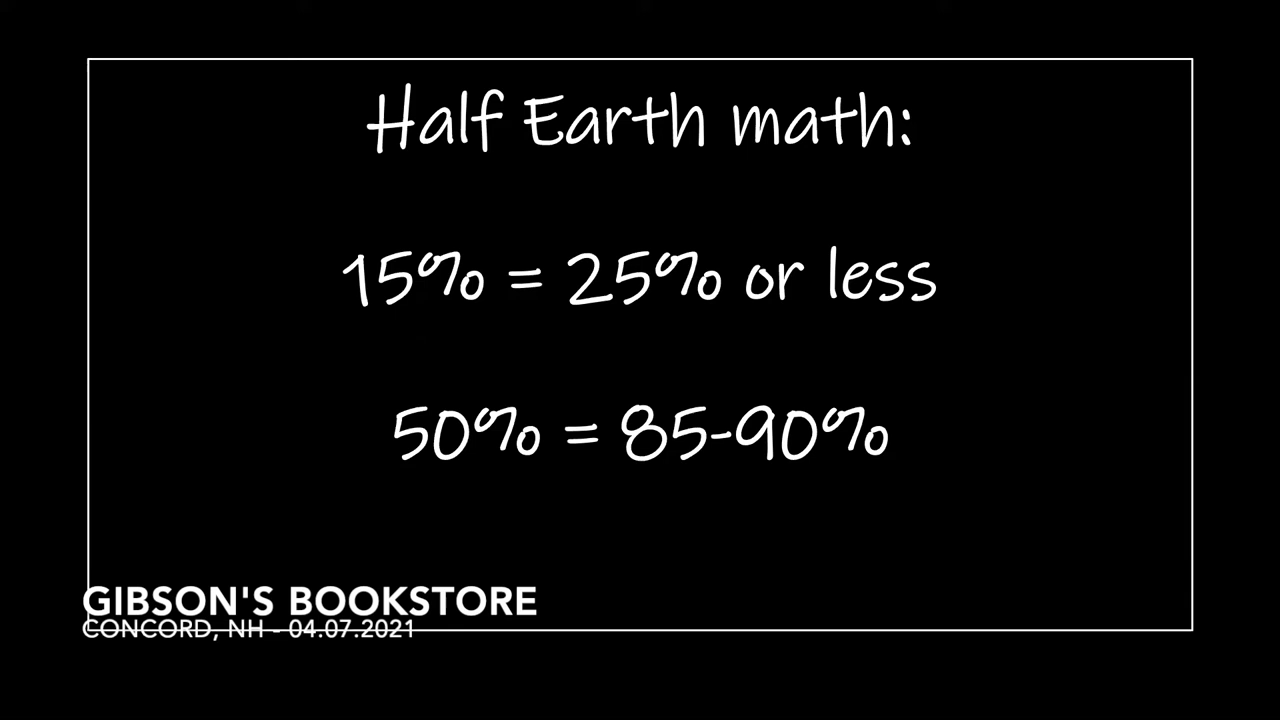 Half Earth math:
15% = 25% or less
50% = 85-90%
GIBSON'S BOOKSTORE
CONCORD, NH - 04.07.2021